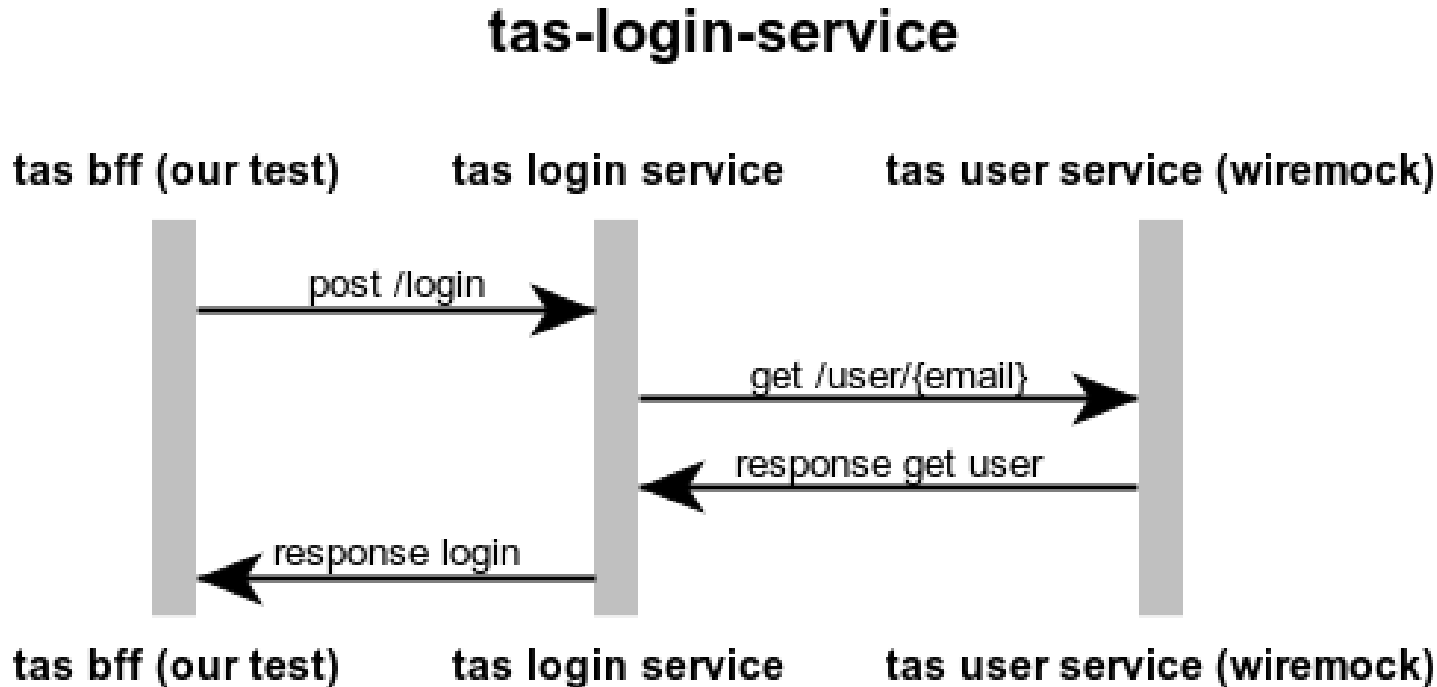 tas-login-service
tas bff (our test) tas login service tas user service (wiremock)
post /login
get /user/{email}
response get user
response login
tas bff (our test) tas login service tas user service (wiremock)